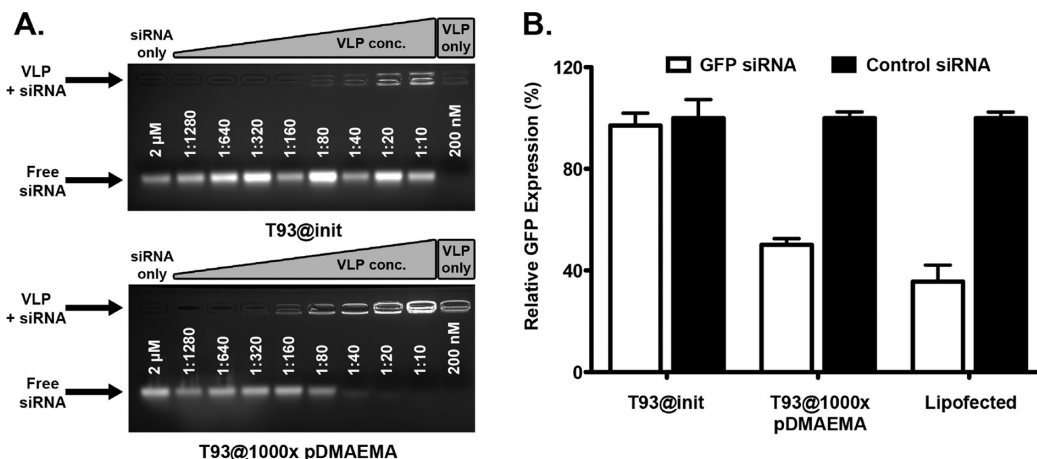 A.
siRNA only
VLP conc.
VLP only
VLP + siRNA
2 µM
1:1280
1:640
1:320
1:160
1:80
1:40
1:20
1:10
200 nM
Free siRNA
T93@init
siRNA only
VLP conc.
VLP only
VLP + siRNA
2 µM
1:1280
1:640
1:320
1:160
1:80
1:40
1:20
1:10
200 nM
Free siRNA
T93@1000x pDMAEMA
B.
GFP siRNA
Control siRNA
Relative GFP Expression (%)
120
80
40
0
T93@init
T93@1000x
pDMAEMA
Lipofected